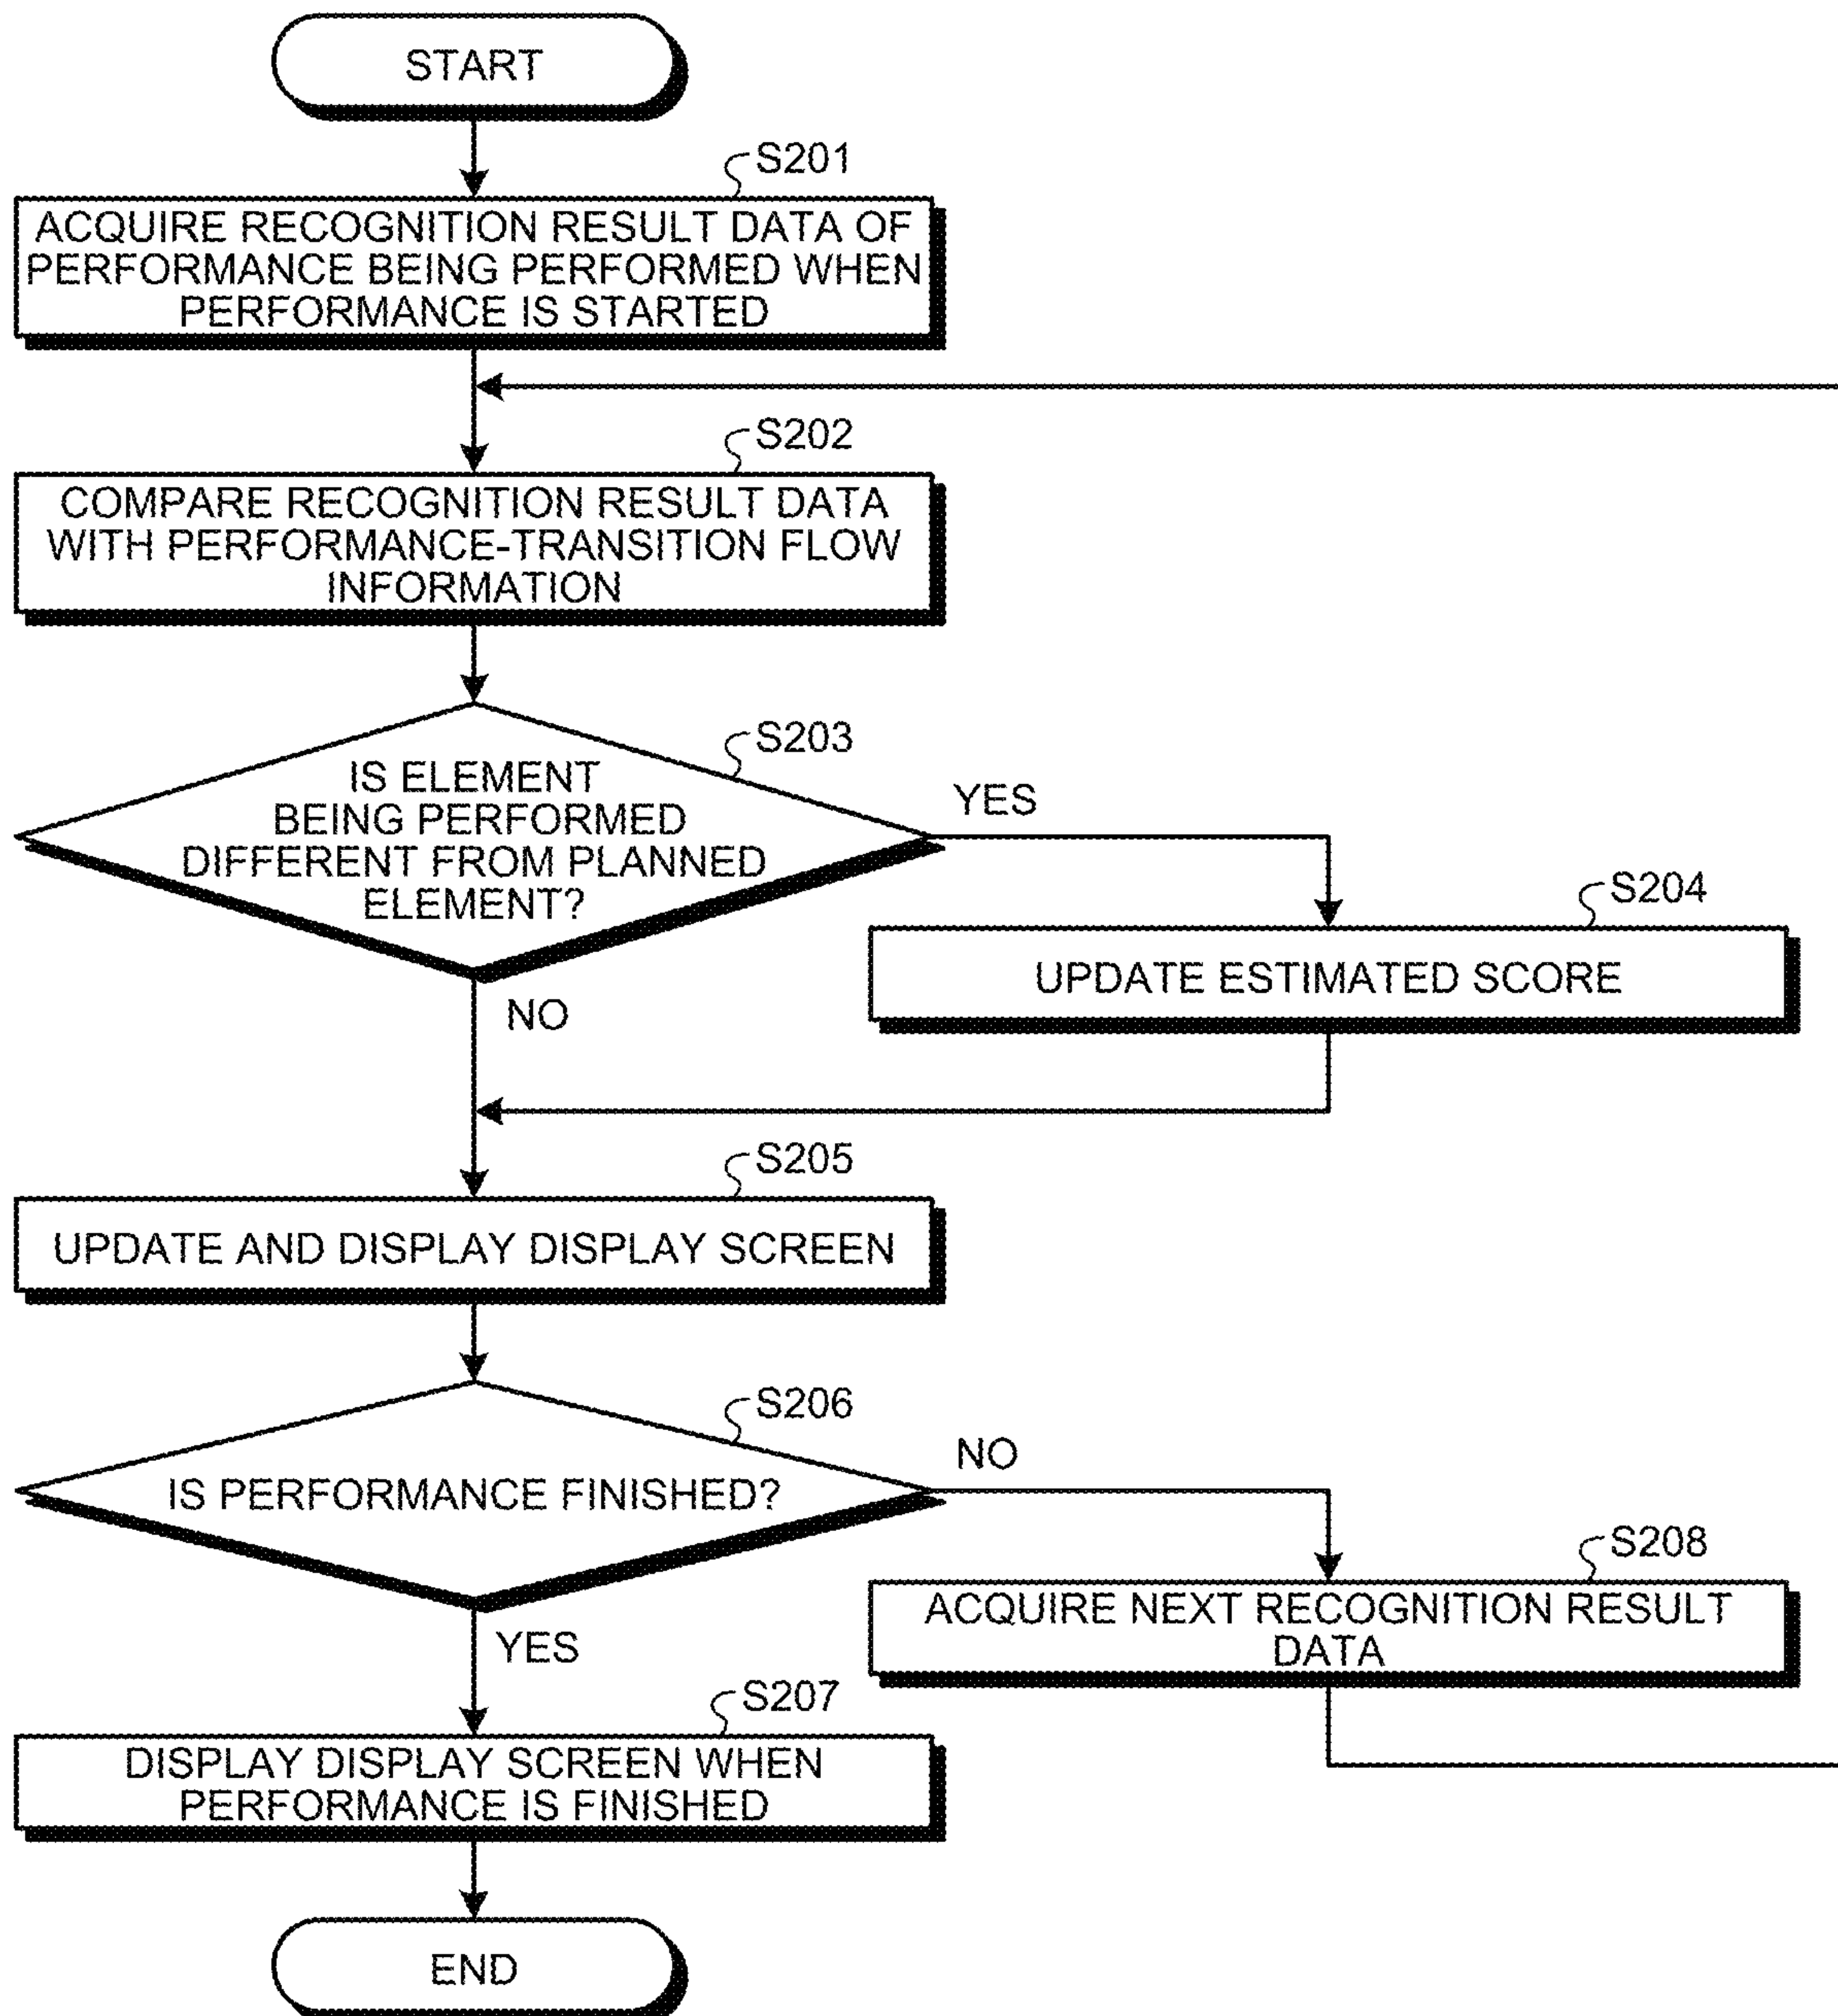 START
S201
ACQUIRE RECOGNITION RESULT DATA OF
PERFORMANCE BEING PERFORMED WHEN
PERFORMANCE IS STARTED
S202
COMPARE RECOGNITION RESULT DATA
WITH PERFORMANCE-TRANSITION FLOW
INFORMATION
S203
IS ELEMENT
BEING PERFORMED
DIFFERENT FROM PLANNED
ELEMENT?
YES
S204
UPDATE ESTIMATED SCORE
NO
S205
UPDATE AND DISPLAY DISPLAY SCREEN
S206
IS PERFORMANCE FINISHED?
NO
S208
ACQUIRE NEXT RECOGNITION RESULT
DATA
YES
S207
DISPLAY DISPLAY SCREEN WHEN
PERFORMANCE IS FINISHED
END